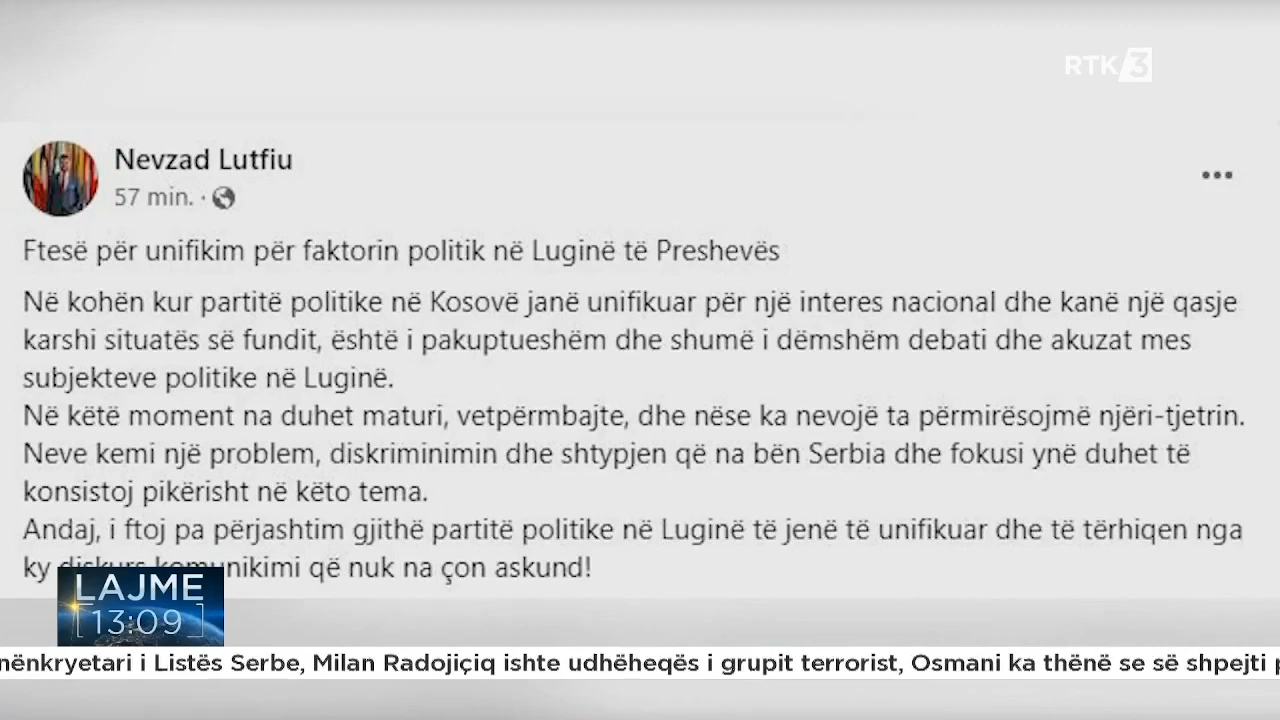 RTK 3
Nevzad Lutfiu
57 min. ·
Ftesë për unifikim për faktorin politik në Luginë të Preshevës
Në kohën kur partitë politike në Kosovë janë unifikuar për një interes nacional dhe kanë një qasje
karshi situatës së fundit, është i pakuptueshëm dhe shumë i dëmshëm debati dhe akuzat mes
subjekteve politike në Luginë.
Në këtë moment na duhet maturi, vetpërmbajte, dhe nëse ka nevojë ta përmirësojmë njëri-tjetrin.
Neve kemi një problem, diskriminimin dhe shtypjen që na bën Serbia dhe fokusi ynë duhet të
konsistoj pikërisht në këto tema.
Andaj, i ftoj pa përjashtim gjithë partitë politike në Luginë të jenë të unifikuar dhe të tërhiqen nga
ky diskurs komunikimi që nuk na çon askund!
LAJME
13:09
nënkryetari i Listës Serbe, Milan Radojiçiq ishte udhëheqës i grupit terrorist, Osmani ka thënë se së shpejti